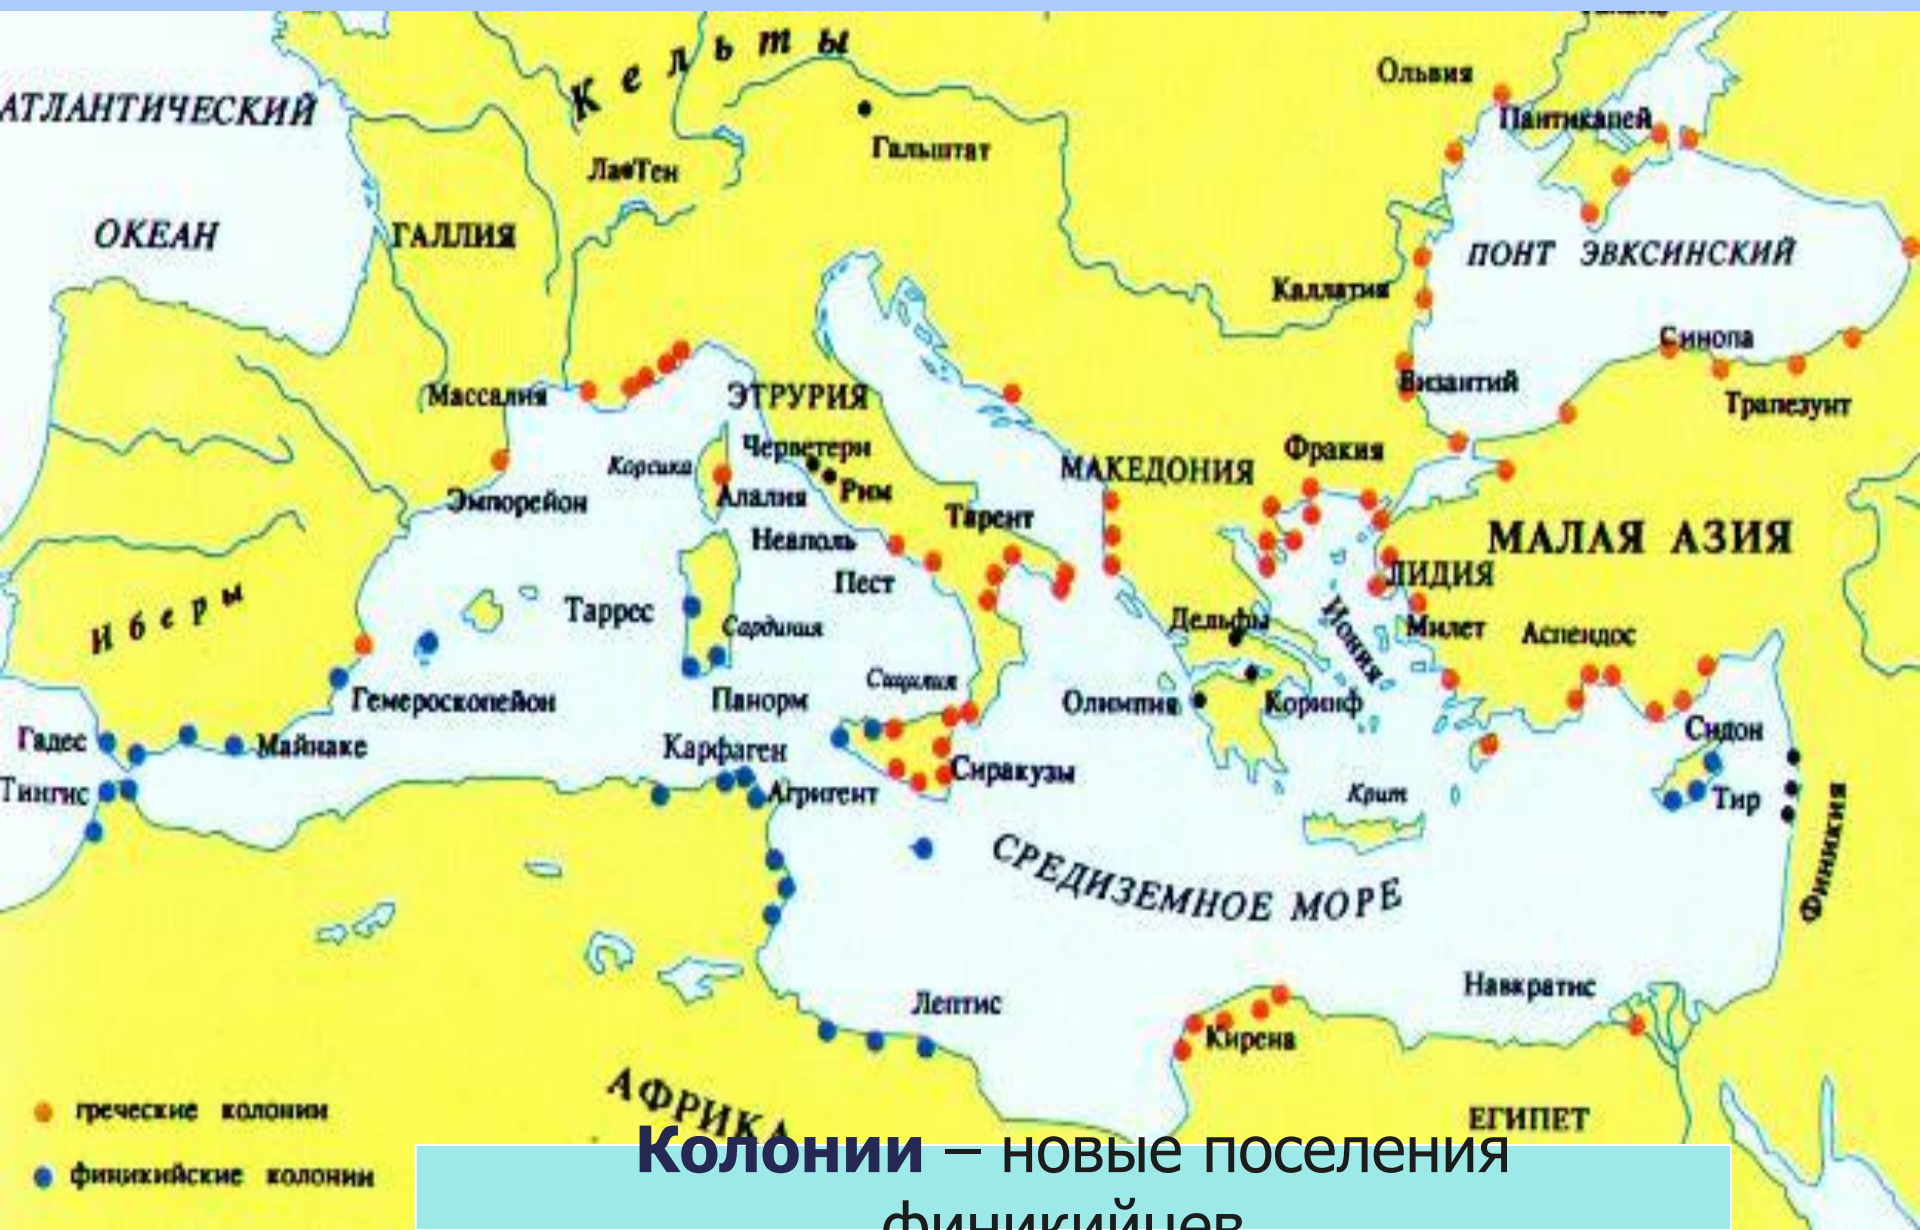 Кельты
Ольвия
АТЛАНТИЧЕСКИЙ
Пантикапей
Гальштат
Ла Тен
ОКЕАН
ГАЛЛИЯ
ПОНТ ЭВКСИНСКИЙ
Каллатия
Синопа
Массалия
ЭТРУРИЯ
Византий
Трапезунт
Черветери
Фракия
Корсика
МАКЕДОНИЯ
Эмпорейон
Алалия
Рим
Тарент
Неаполь
МАЛАЯ АЗИЯ
Пест
ЛИДИЯ
Иберы
Таррес
Сардиния
Дельфы
Иония
Милет
Аспендос
Сицилия
Гемероскопейон
Панорм
Олимпия
Коринф
Гадес
Майнаке
Карфаген
Сидон
Сиракузы
Тингис
Агригент
Крит
Тир
Финикия
СРЕДИЗЕМНОЕ МОРЕ
Навкратис
Лептис
Кирена
АФРИКА
ЕГИПЕТ
греческие колонии
финикийские колонии
Колонии – новые поселения
финикийцев